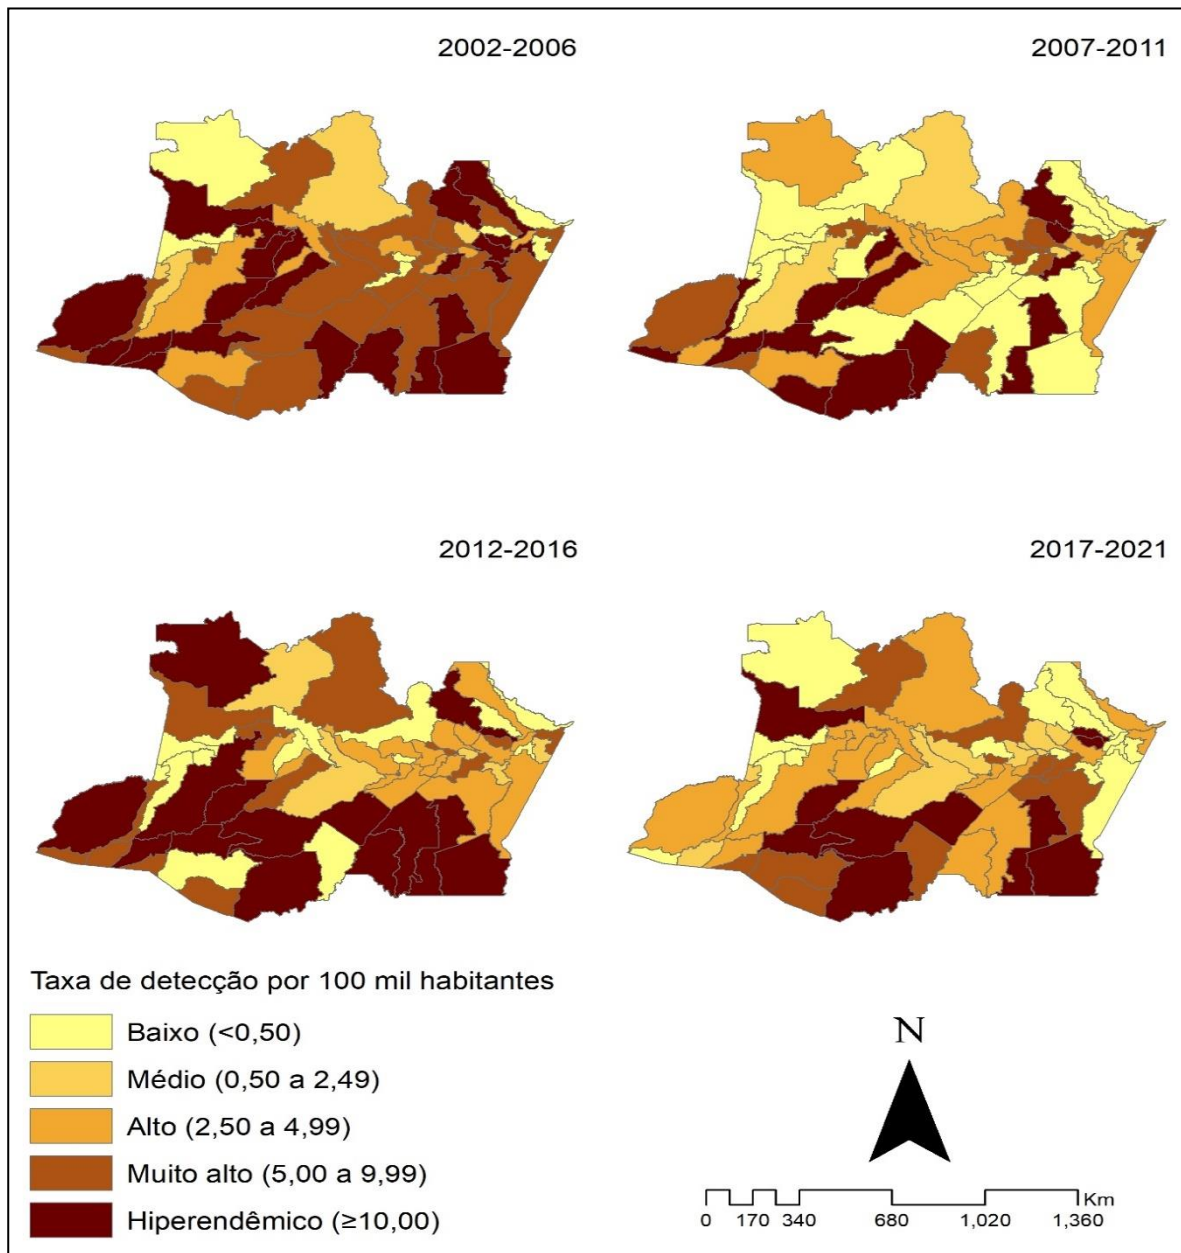 2002-2006
2007-2011
2012-2016
2017-2021
Taxa de detecção por 100 mil habitantes
Baixo (<0,50)
Médio (0,50 a 2,49)
Alto (2,50 a 4,99)
Muito alto (5,00 a 9,99)
Hiperendêmico (≥10,00)
N
Km
0 170 340 680 1,020 1,360